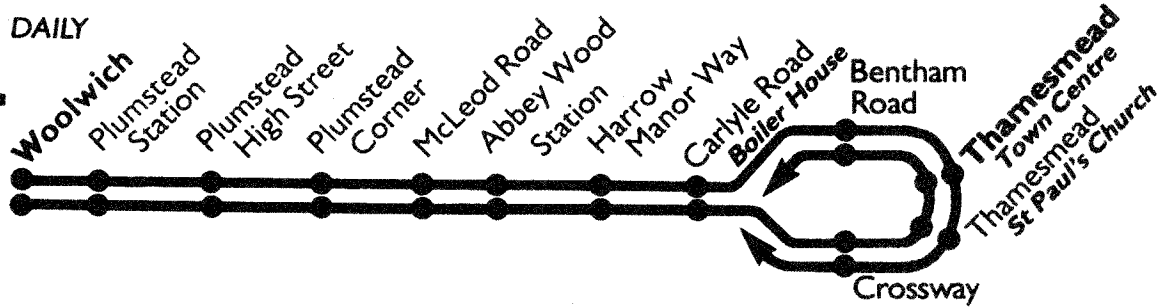 DAILY
Woolwich
Plumstead
Station
Plumstead
High Street
Plumstead
Corner
McLeod Road
Abbey Wood
Station
Harrow
Manor Way
Carlyle Road
Boiler House
Bentham
Road
Thamesmead
Town Centre
Thamesmead
St Paul's Church
Crossway